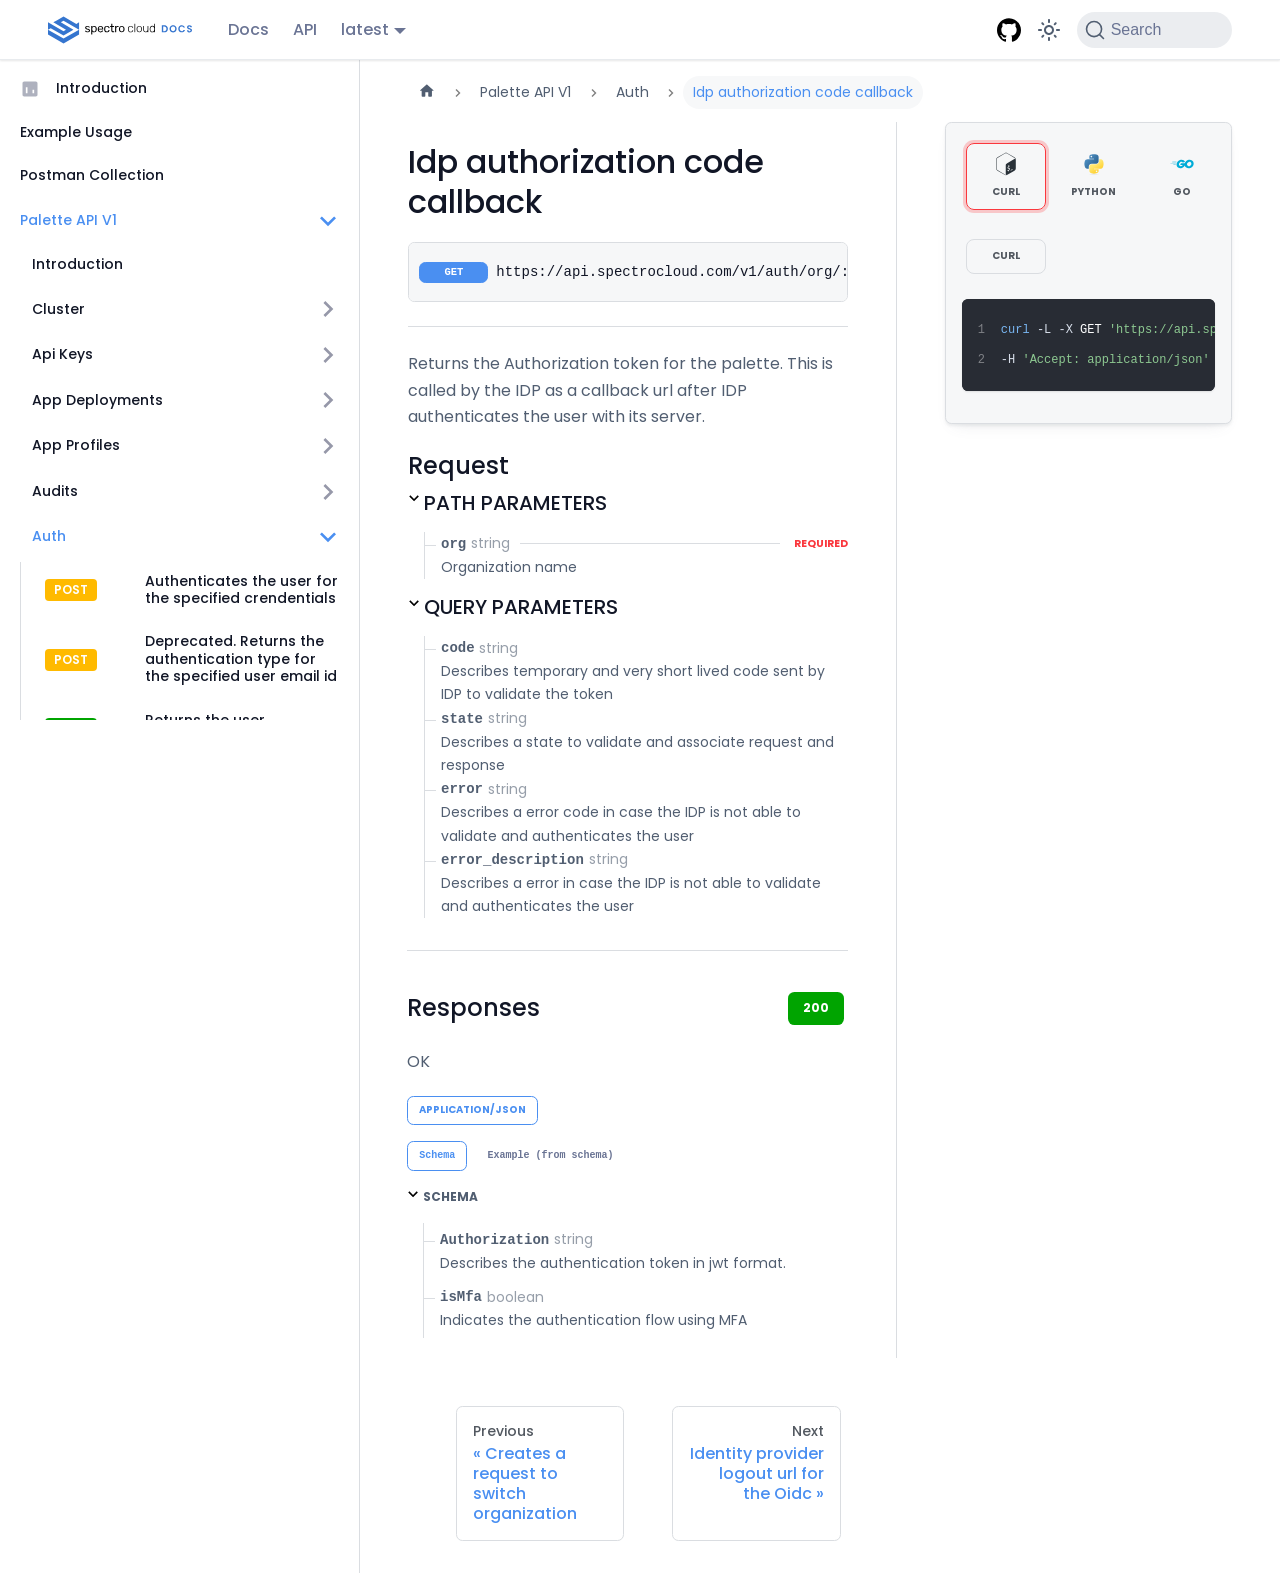 spectro cloud DOCS
Docs
API
latest
Search
Introduction
Example Usage
Postman Collection
Palette API V1
Introduction
Cluster
Api Keys
App Deployments
App Profiles
Audits
Auth
POST Authenticates the user for
the specified crendentials
POST Deprecated. Returns the
authentication type for
the specified user email id
Returns the user
Palette API V1
Auth
Idp authorization code callback
Idp authorization code
callback
GET https://api.spectrocloud.com/v1/auth/org/:
Returns the Authorization token for the palette. This is
called by the IDP as a callback url after IDP
authenticates the user with its server.
Request
PATH PARAMETERS
org string REQUIRED
Organization name
QUERY PARAMETERS
code string
Describes temporary and very short lived code sent by
IDP to validate the token
state string
Describes a state to validate and associate request and
response
error string
Describes a error code in case the IDP is not able to
validate and authenticates the user
error_description string
Describes a error in case the IDP is not able to validate
and authenticates the user
Responses
200
OK
APPLICATION/JSON
Schema Example (from schema)
SCHEMA
Authorization string
Describes the authentication token in jwt format.
isMfa boolean
Indicates the authentication flow using MFA
Previous
« Creates a
request to
switch
organization
Next
Identity provider
logout url for
the Oidc »
CURL PYTHON GO
CURL
1 curl -L -X GET 'https://api.sp
2 -H 'Accept: application/json'